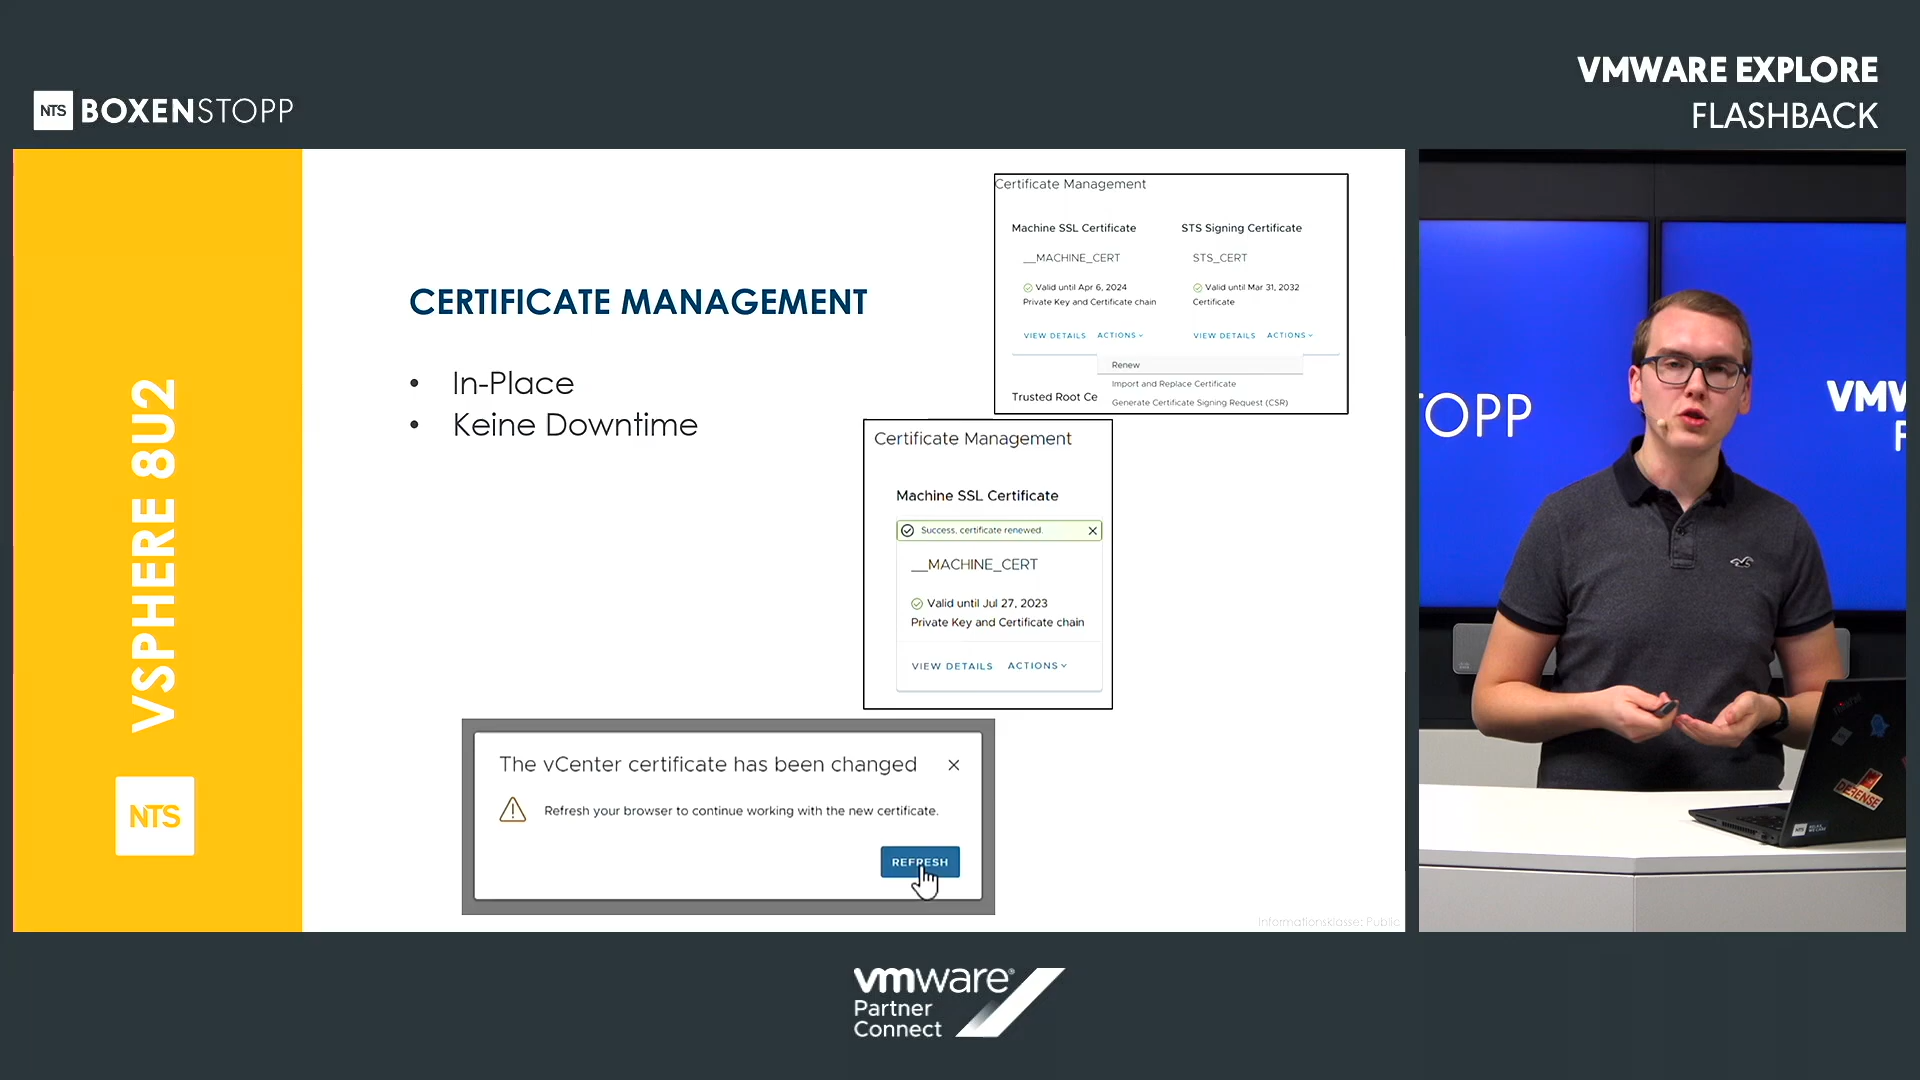 VMWARE EXPLORE
FLASHBACK
NTS BOXENSTOPP
VSPHERE 8U2
NTS
CERTIFICATE MANAGEMENT
• In-Place
• Keine Downtime
Certificate Management
Machine SSL Certificate
__MACHINE_CERT
Valid until Apr 6, 2024
Private Key and Certificate chain
VIEW DETAILS ACTIONS
STS Signing Certificate
STS_CERT
Valid until Mar 31, 2032
Certificate
VIEW DETAILS ACTIONS
Renew
Import and Replace Certificate
Generate Certificate Signing Request (CSR)
Trusted Root Ce
Certificate Management
Machine SSL Certificate
Success, certificate renewed.
__MACHINE_CERT
Valid until Jul 27, 2023
Private Key and Certificate chain
VIEW DETAILS ACTIONS
The vCenter certificate has been changed
Refresh your browser to continue working with the new certificate.
REFRESH
Informationsklasse: Public
TOPP
VMW
F
DEFENSE
NTS
vmware®
Partner
Connect